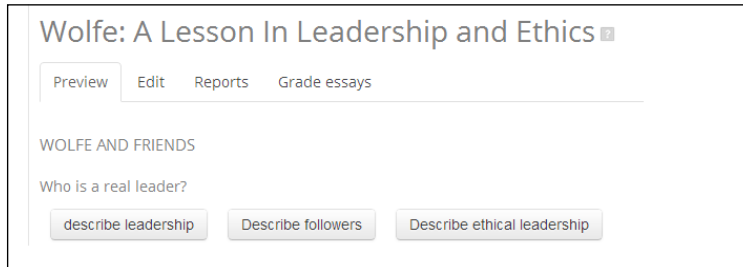 Wolfe: A Lesson In Leadership and Ethics ?
Preview Edit Reports Grade essays
WOLFE AND FRIENDS
Who is a real leader?
describe leadership Describe followers Describe ethical leadership